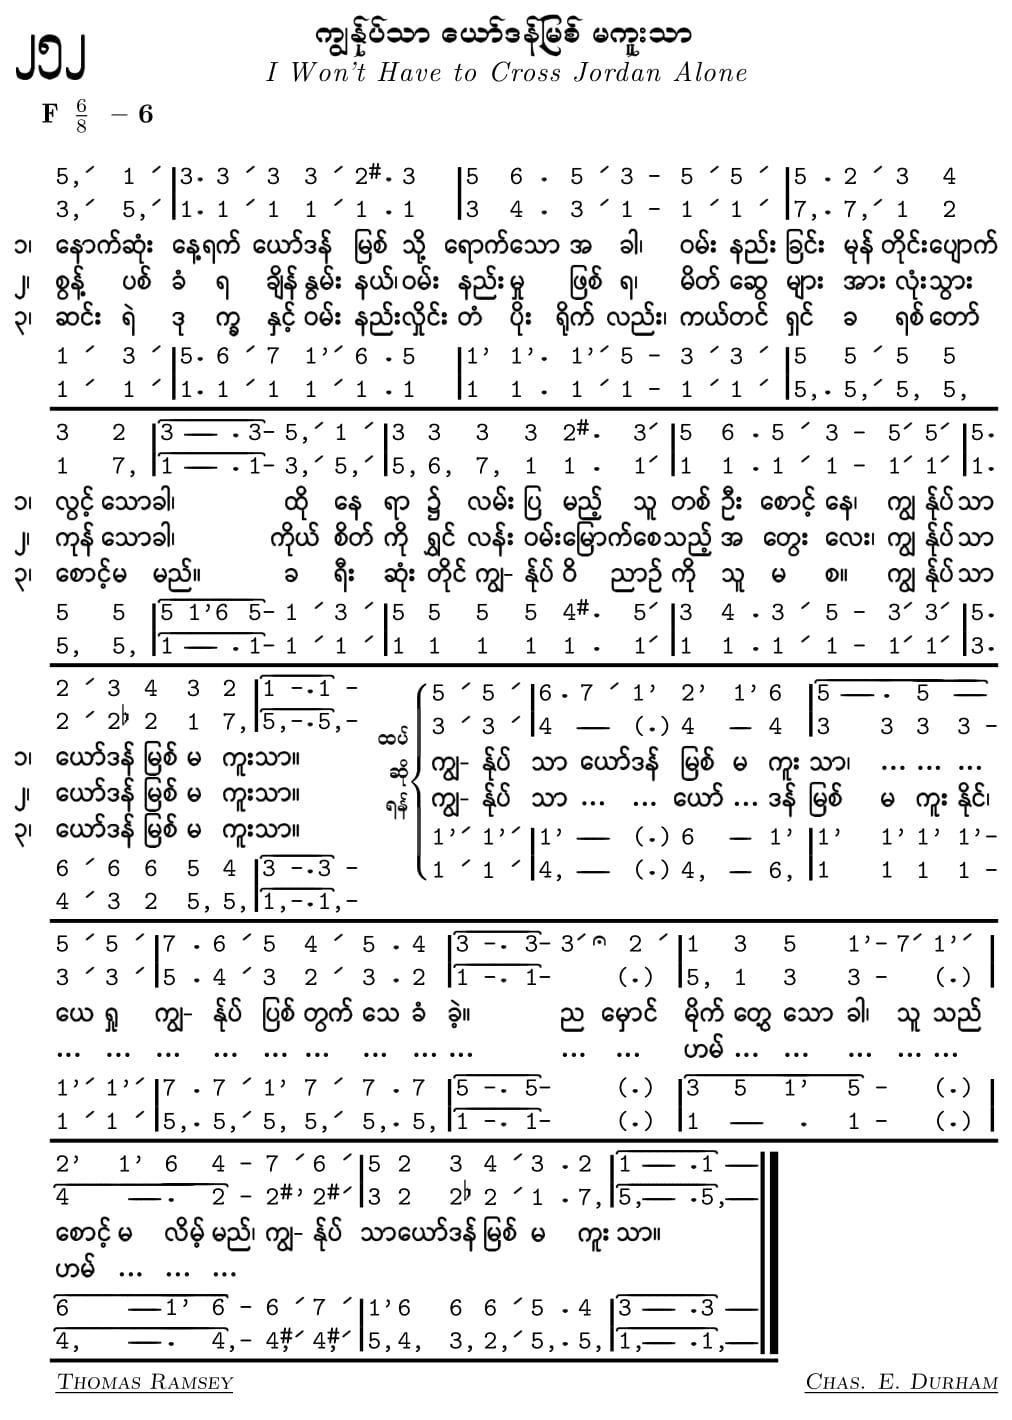 ၂၅၂
ကျွန်ုပ်သာ ယော်ဒန်မြစ် မကူးသာ
I Won't Have to Cross Jordan Alone
F 6/8 – 6
5,ˊ 1 ˊ|3. 3 ˊ 3 3 ˊ 2#. 3 |5 6 . 5 ˊ 3 – 5 ˊ 5 ˊ |5 . 2 ˊ 3 4
3,ˊ 5,ˊ|1. 1 ˊ 1 1 ˊ 1 . 1 |3 4 . 3 ˊ 1 – 1 ˊ 1 ˊ |7,. 7,ˊ 1 2
၁၊ နောက်ဆုံး နေ့ရက် ယော်ဒန် မြစ် သို့ ရောက်သော အ ခါ၊ ဝမ်း နည်း ခြင်း မုန် တိုင်းပျောက်
၂၊ စွန့် ပစ် ခံ ရ ချိန် နွမ်း နယ်၊ ဝမ်း နည်း မှု ဖြစ် ရ၊ မိတ် ဆွေ များ အား လုံး သွား
၃၊ ဆင်း ရဲ ဒု က္ခ နှင့် ဝမ်း နည်းလှိုင်း တံ ပိုး ရိုက် လည်း၊ ကယ်တင် ရှင် ခ ရစ် တော်
1 ˊ 3 ˊ|5. 6 ˊ 7 1'ˊ 6 . 5 |1' 1'. 1'ˊ 5 – 3 ˊ 3 ˊ |5 5 ˊ 5 5
1 ˊ 1 ˊ|1. 1 ˊ 1 1 ˊ 1 . 1 |1 1 . 1 ˊ 1 – 1 ˊ 1 ˊ |5,. 5,ˊ 5, 5,
3 2 |3 — .3– 5,ˊ 1 ˊ |3 3 3 3 2#. 3ˊ |5 6 . 5 ˊ 3 – 5ˊ 5ˊ |5.
1 7, |1 — .1– 3,ˊ 5,ˊ |5, 6, 7, 1 1 . 1ˊ |1 1 . 1 ˊ 1 – 1ˊ 1ˊ |1.
၁၊ လွင့် သောခါ၊ ထို နေ ရာ ၌ လမ်း ပြ မည့် သူ တစ် ဦး စောင့် နေ၊ ကျွ န်ုပ် သာ
၂၊ ကုန် သောခါ၊ ကိုယ် စိတ် ကို ရွှင် လန်း ဝမ်းမြောက်စေသည့် အ တွေး လေး၊ ကျွ န်ုပ် သာ
၃၊ စောင့်မ မည်။ ခ ရီး ဆုံး တိုင် ကျွ– န်ုပ် ဝိ ညာဉ် ကို သူ မ စ။ ကျွ န်ုပ် သာ
5 5 |5 1'6 5– 1 ˊ 3 ˊ |5 5 5 5 4#. 5ˊ |3 4 . 3 ˊ 5 – 3ˊ 3ˊ |5.
5, 5, |1 — .1– 1 ˊ 1 ˊ |1 1 1 1 1 . 1ˊ |1 1 . 1 ˊ 1 – 1ˊ 1ˊ |3.
2 ˊ 3 4 3 2 |1 –.1 – 5 ˊ 5 ˊ |6 . 7 ˊ 1' 2' 1' 6 |5 —. 5 —
2 ˊ 2♭ 2 1 7,|5,–.5,– 3 ˊ 3 ˊ |4 — (.) 4 — 4 |3 3 3 3 –
ထပ်ဆိုရန်
၁၊ ယော်ဒန် မြစ် မ ကူးသာ။ ကျွ– န်ုပ် သာ ယော်ဒန် မြစ် မ ကူး သာ၊ ... ... ...
၂၊ ယော်ဒန် မြစ် မ ကူးသာ။ ကျွ– န်ုပ် သာ ... ... ယော် ... ဒန် မြစ် မ ကူး နိုင်၊
၃၊ ယော်ဒန် မြစ် မ ကူးသာ။ 1'ˊ 1'ˊ |1' — (.) 6 — 1' |1' 1' 1' 1'–
6 ˊ 6 6 5 4 |3 –.3 – 1 ˊ 1 ˊ |4, — (.) 4, — 6, |1 1 1 1 –
4 ˊ 3 2 5, 5,|1,–.1,–
5 ˊ 5 ˊ |7 . 6 ˊ 5 4 ˊ 5 . 4 |3 –. 3– 3ˊ𝄐 2 ˊ |1 3 5 1'– 7ˊ 1'ˊ |
3 ˊ 3 ˊ |5 . 4 ˊ 3 2 ˊ 3 . 2 |1 –. 1– (.) |5, 1 3 3 – (.) |
ယေ ရှု ကျွ– န်ုပ် ပြစ် တွက် သေ ခံ ခဲ့။ ည မှောင် မိုက် တွေ့ သော ခါ၊ သူ သည်
... ... ... ... ... ... ... ... ... ... ... ဟမ် ... ... ... ... ...
1'ˊ 1'ˊ |7 . 7 ˊ 1' 7 ˊ 7 . 7 |5 –. 5– (.) |3 5 1' 5 – (.) |
1 ˊ 1 ˊ |5,. 5,ˊ 5, 5,ˊ 5,. 5, |1 –. 1– (.) |1 — . 1 – (.) |
2' 1' 6 4 – 7 ˊ 6 ˊ |5 2 3 4 ˊ 3 . 2 |1 — .1 —
4 —. 2 – 2#ˊ 2#ˊ |3 2 2♭ 2 ˊ 1 . 7, |5,— .5,—
စောင့် မ လိမ့် မည်၊ ကျွ– န်ုပ် သာယော်ဒန် မြစ် မ ကူး သာ။
ဟမ် ... ... ...
6 —1' 6 – 6 ˊ 7 ˊ |1'6 6 6 ˊ 5 . 4 |3 — .3 —
4, —. 4,– 4#,ˊ 4#,ˊ |5,4, 3,2,ˊ 5,. 5, |1,— .1,—
THOMAS RAMSEY CHAS. E. DURHAM